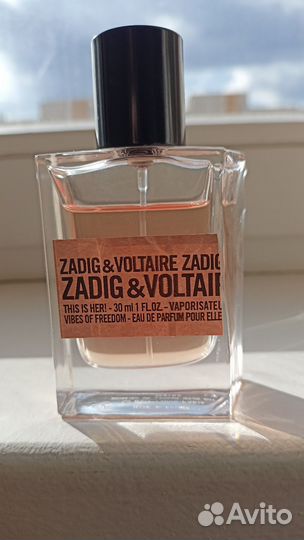 ZADIG & VOLTAIRE ZADIG
ZADIG & VOLTAIR
THIS IS HER! - 30 ml 1 FL.OZ. - VAPORISATEU
VIBES OF FREEDOM - EAU DE PARFUM POUR ELLE
Avito